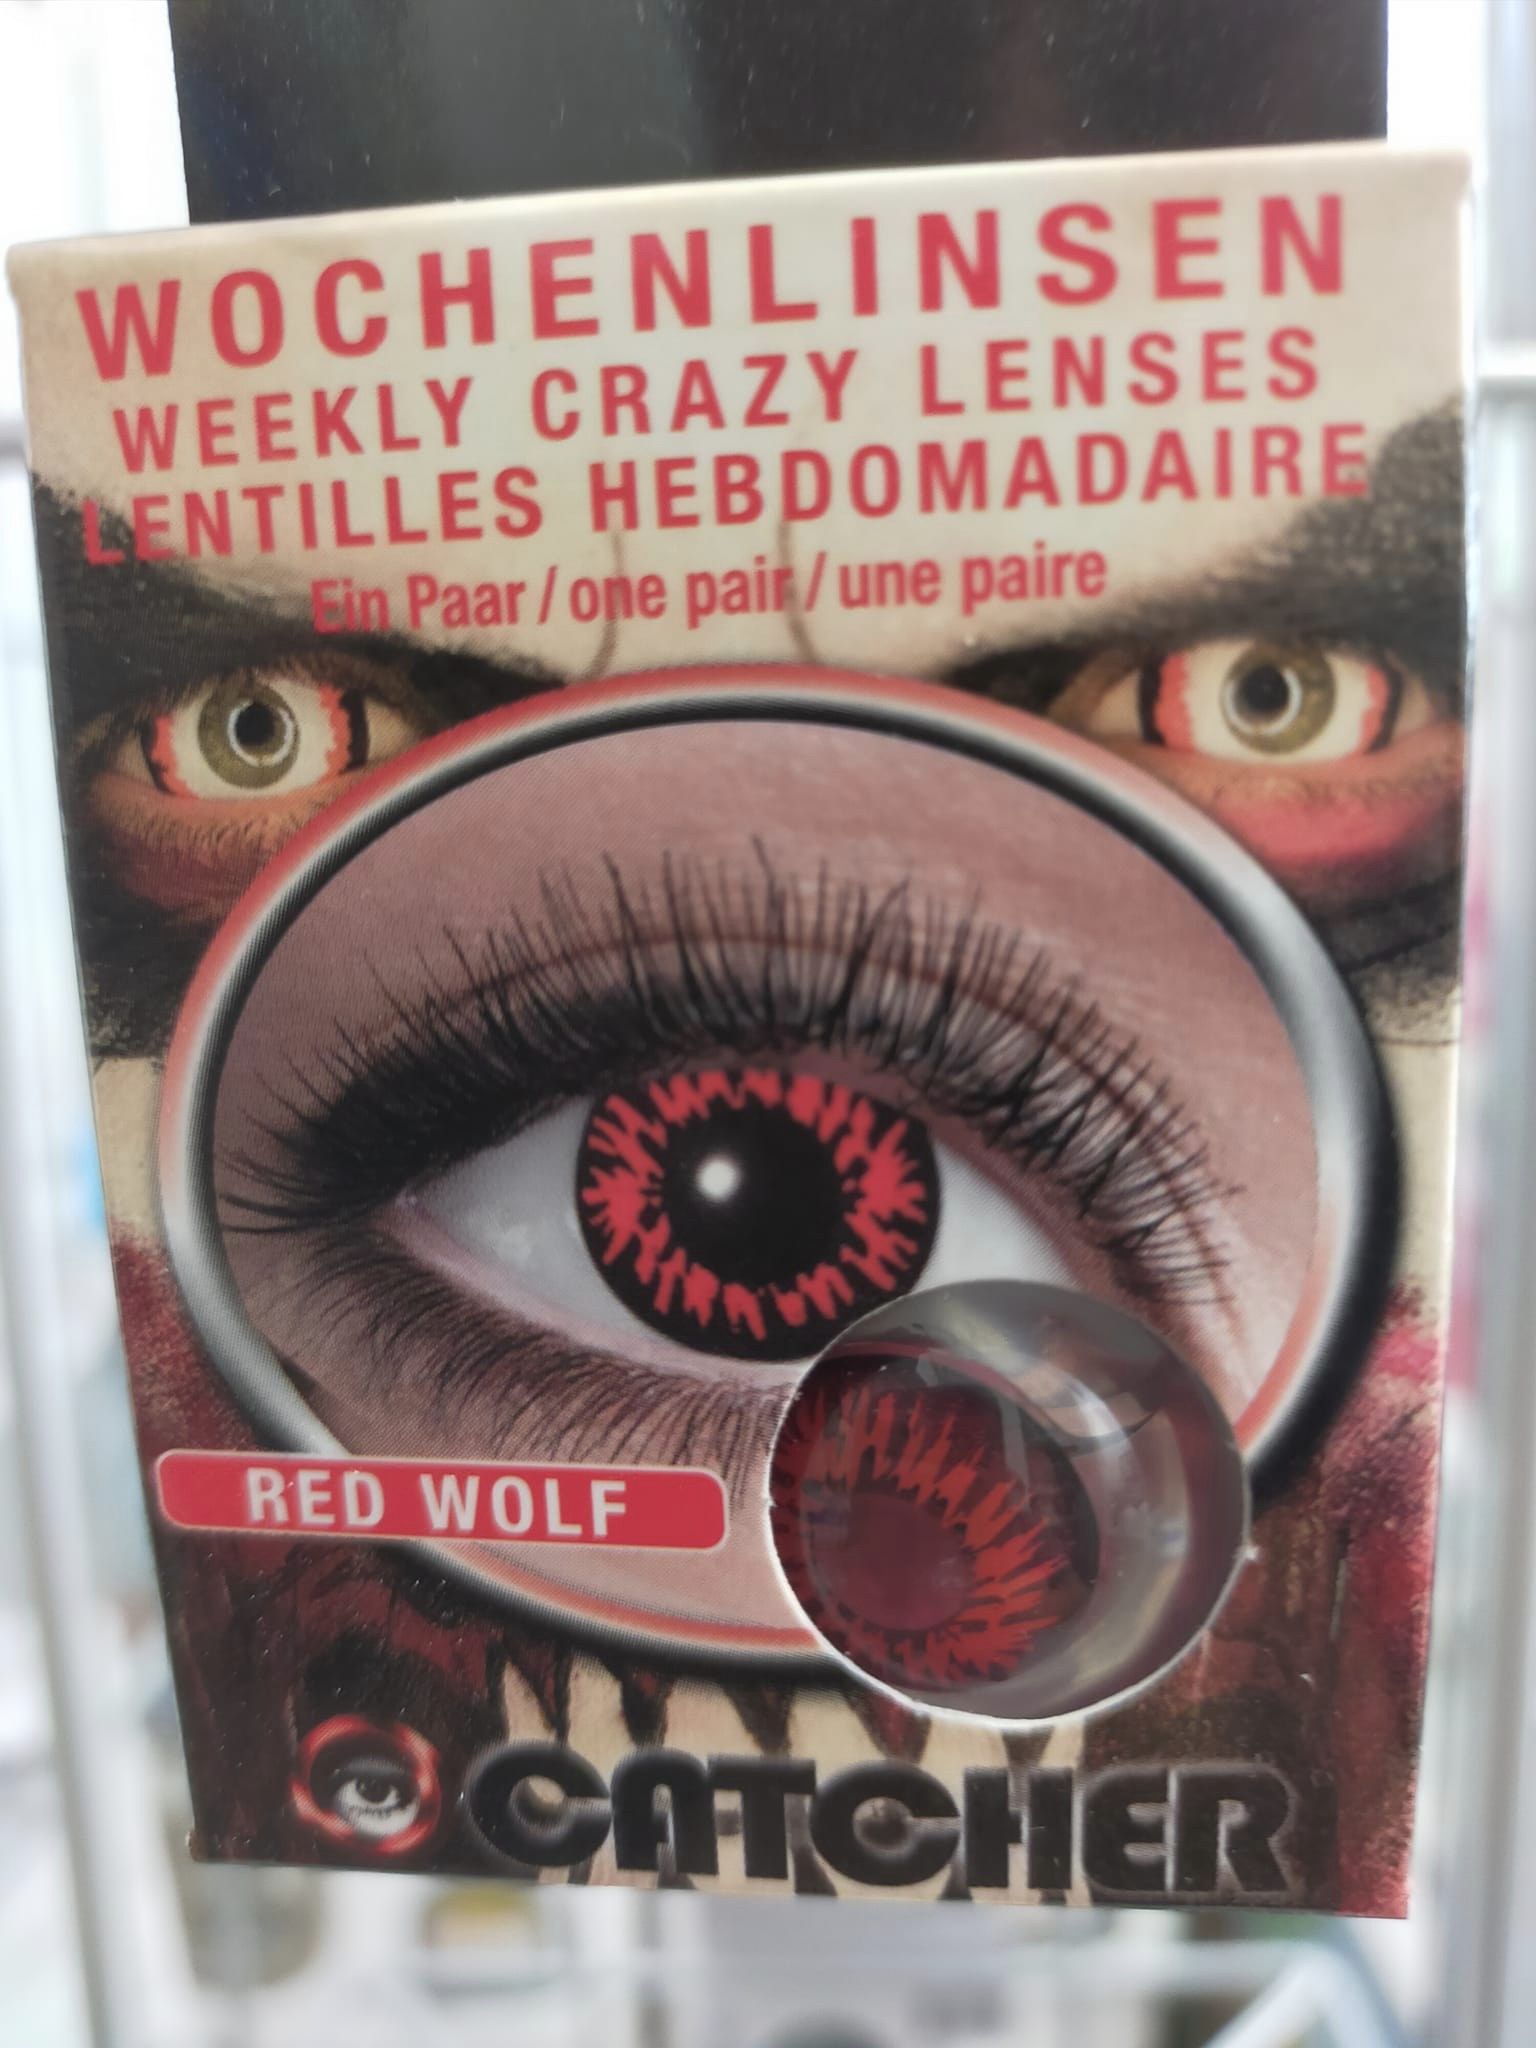 WOCHENLINSEN
WEEKLY CRAZY LENSES
LENTILLES HEBDOMADAIRE
Ein Paar / one pair / une paire
RED WOLF
CATCHER